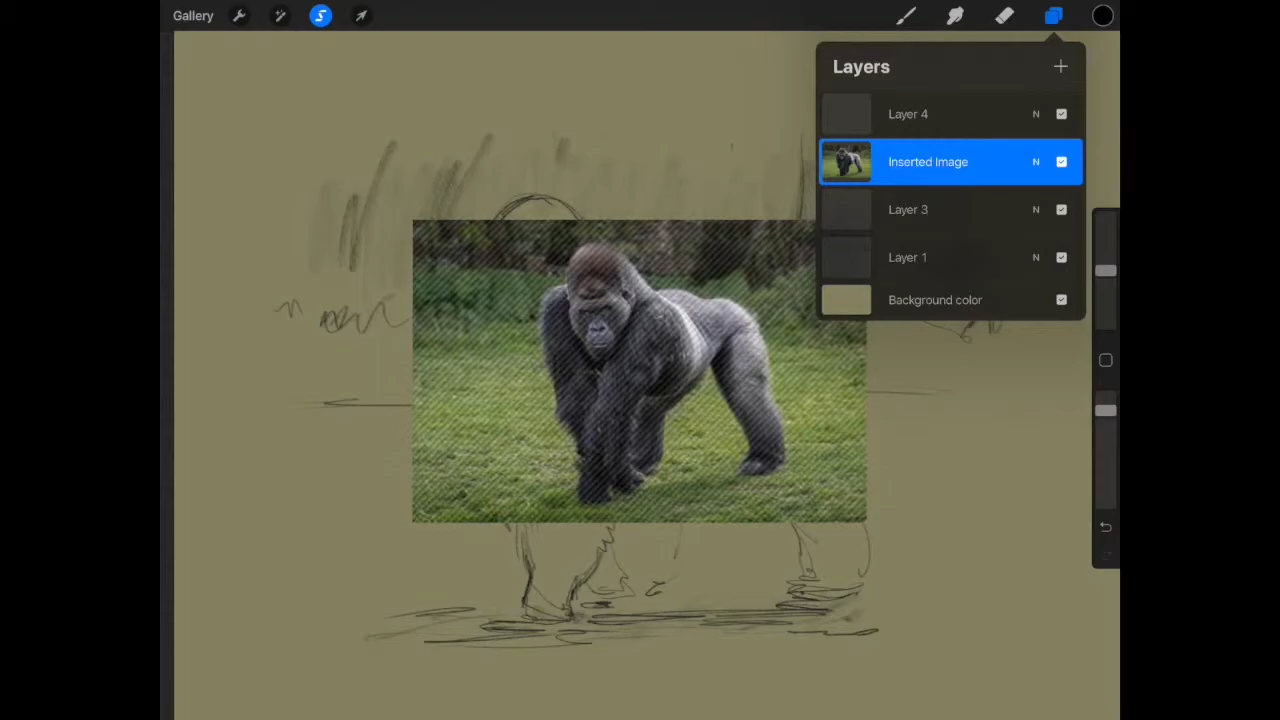 Gallery
Layers
Layer 4 N
Inserted Image N
Layer 3 N
Layer 1 N
Background color